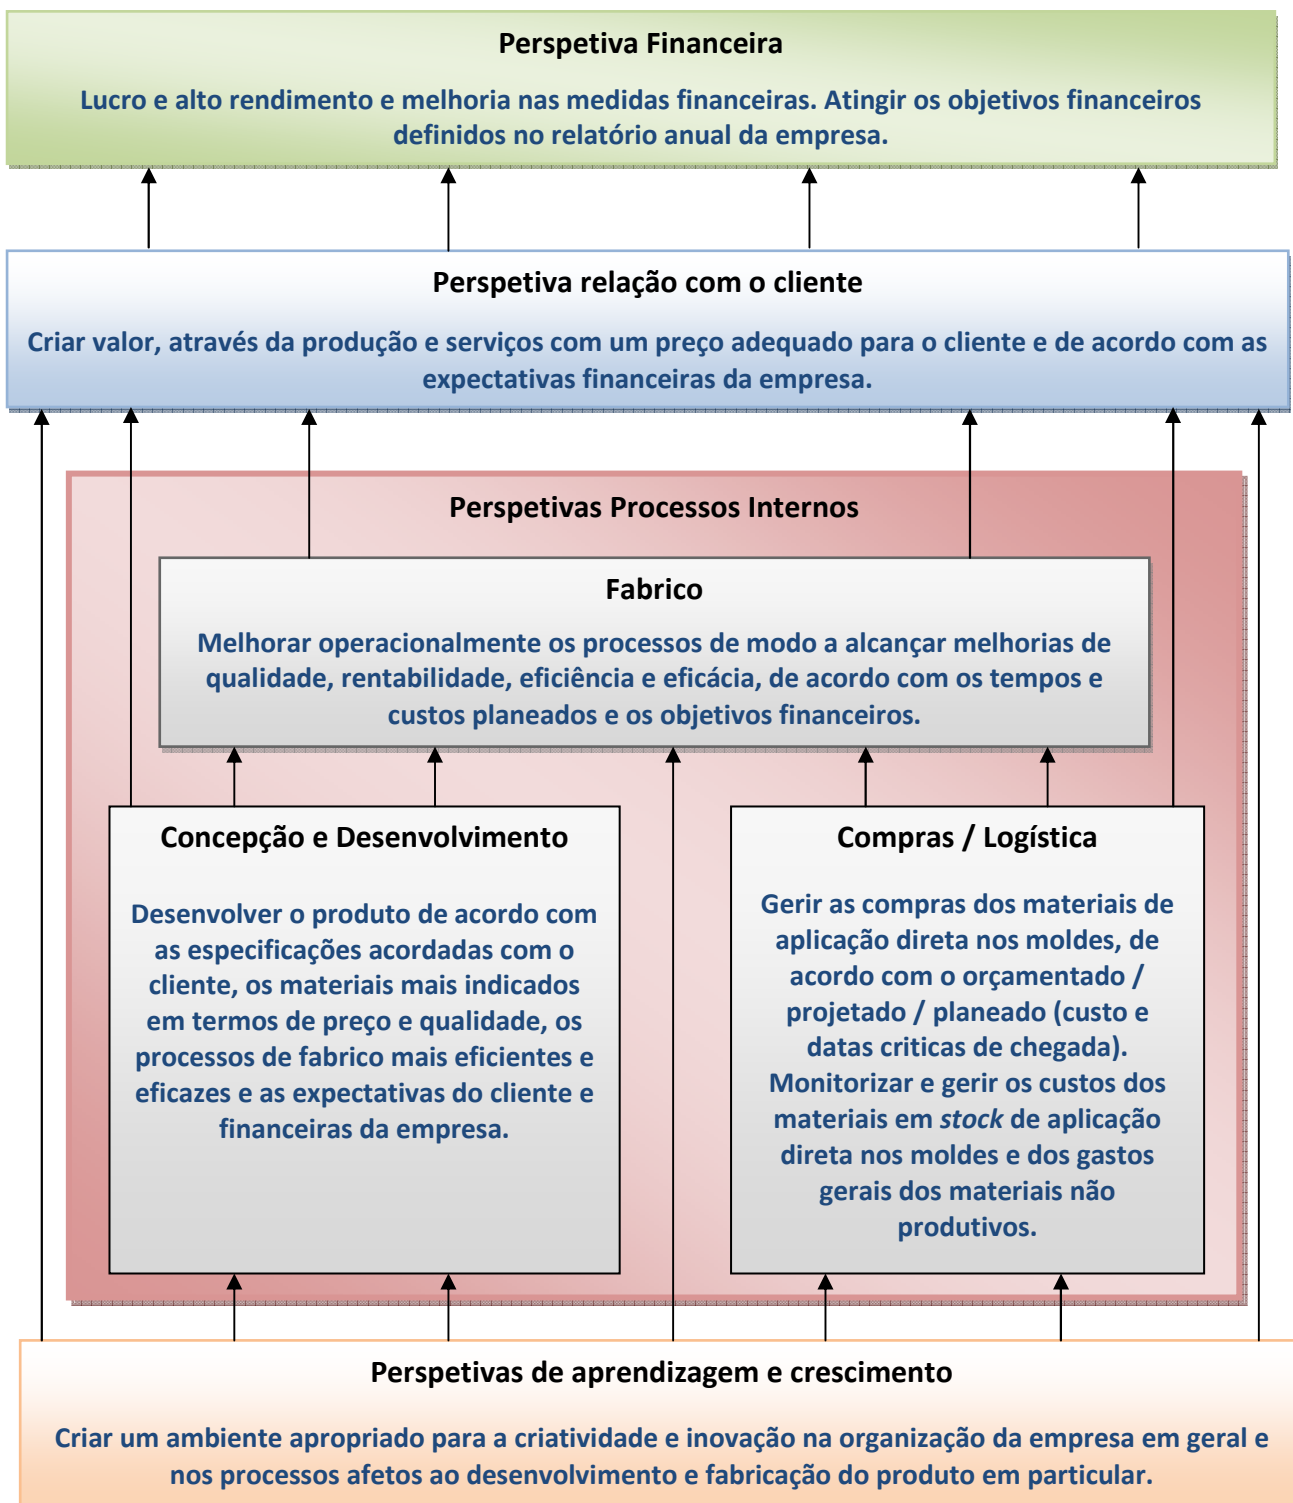 Perspetiva Financeira
Lucro e alto rendimento e melhoria nas medidas financeiras. Atingir os objetivos financeiros
definidos no relatório anual da empresa.
Perspetiva relação com o cliente
Criar valor, através da produção e serviços com um preço adequado para o cliente e de acordo com as
expectativas financeiras da empresa.
Perspetivas Processos Internos
Fabrico
Melhorar operacionalmente os processos de modo a alcançar melhorias de
qualidade, rentabilidade, eficiência e eficácia, de acordo com os tempos e
custos planeados e os objetivos financeiros.
Concepção e Desenvolvimento
Desenvolver o produto de acordo com
as especificações acordadas com o
cliente, os materiais mais indicados
em termos de preço e qualidade, os
processos de fabrico mais eficientes e
eficazes e as expectativas do cliente e
financeiras da empresa.
Compras / Logística
Gerir as compras dos materiais de
aplicação direta nos moldes, de
acordo com o orçamentado /
projetado / planeado (custo e
datas criticas de chegada).
Monitorizar e gerir os custos dos
materiais em stock de aplicação
direta nos moldes e dos gastos
gerais dos materiais não
produtivos.
Perspetivas de aprendizagem e crescimento
Criar um ambiente apropriado para a criatividade e inovação na organização da empresa em geral e
nos processos afetos ao desenvolvimento e fabricação do produto em particular.